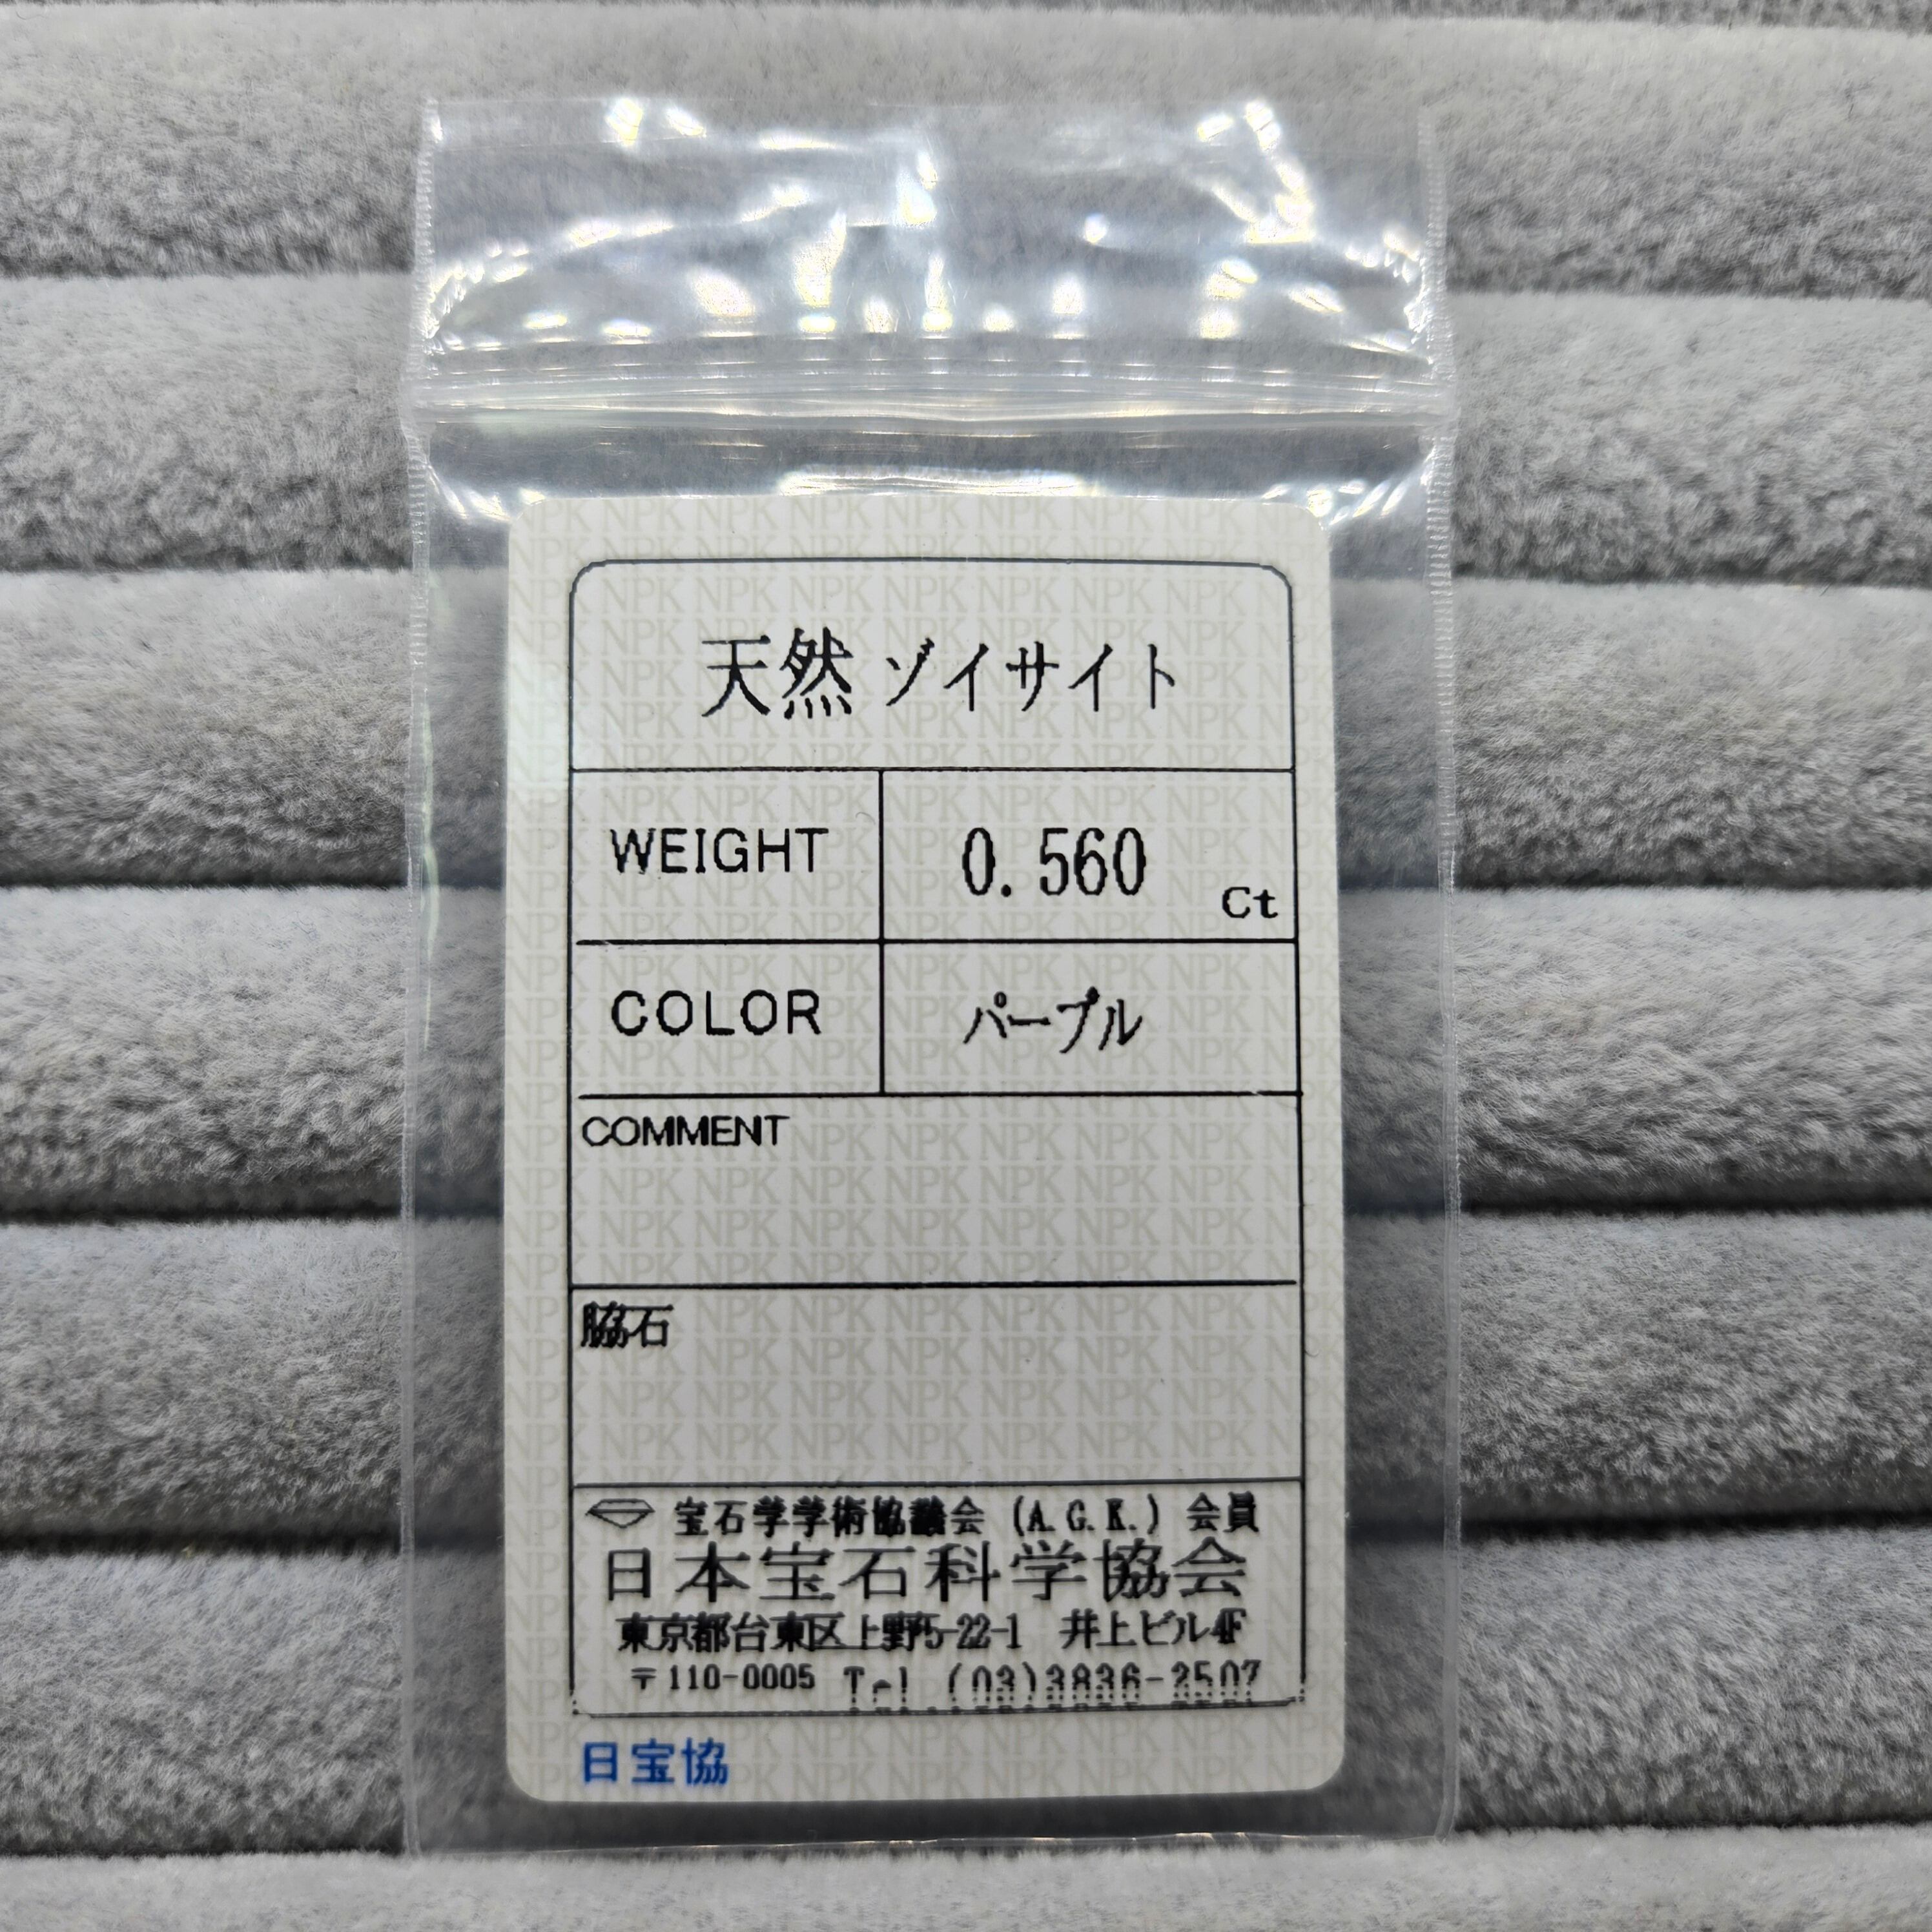 天然 ゾイサイト
WEIGHT 0.560 Ct
COLOR パープル
COMMENT
脇石
宝石学学術協議会 (A.G.K.) 会員
日本宝石科学協会
東京都台東区上野5-22-1 井上ビル4F
〒110-0005 Tel.(03)3836-2507
日宝協